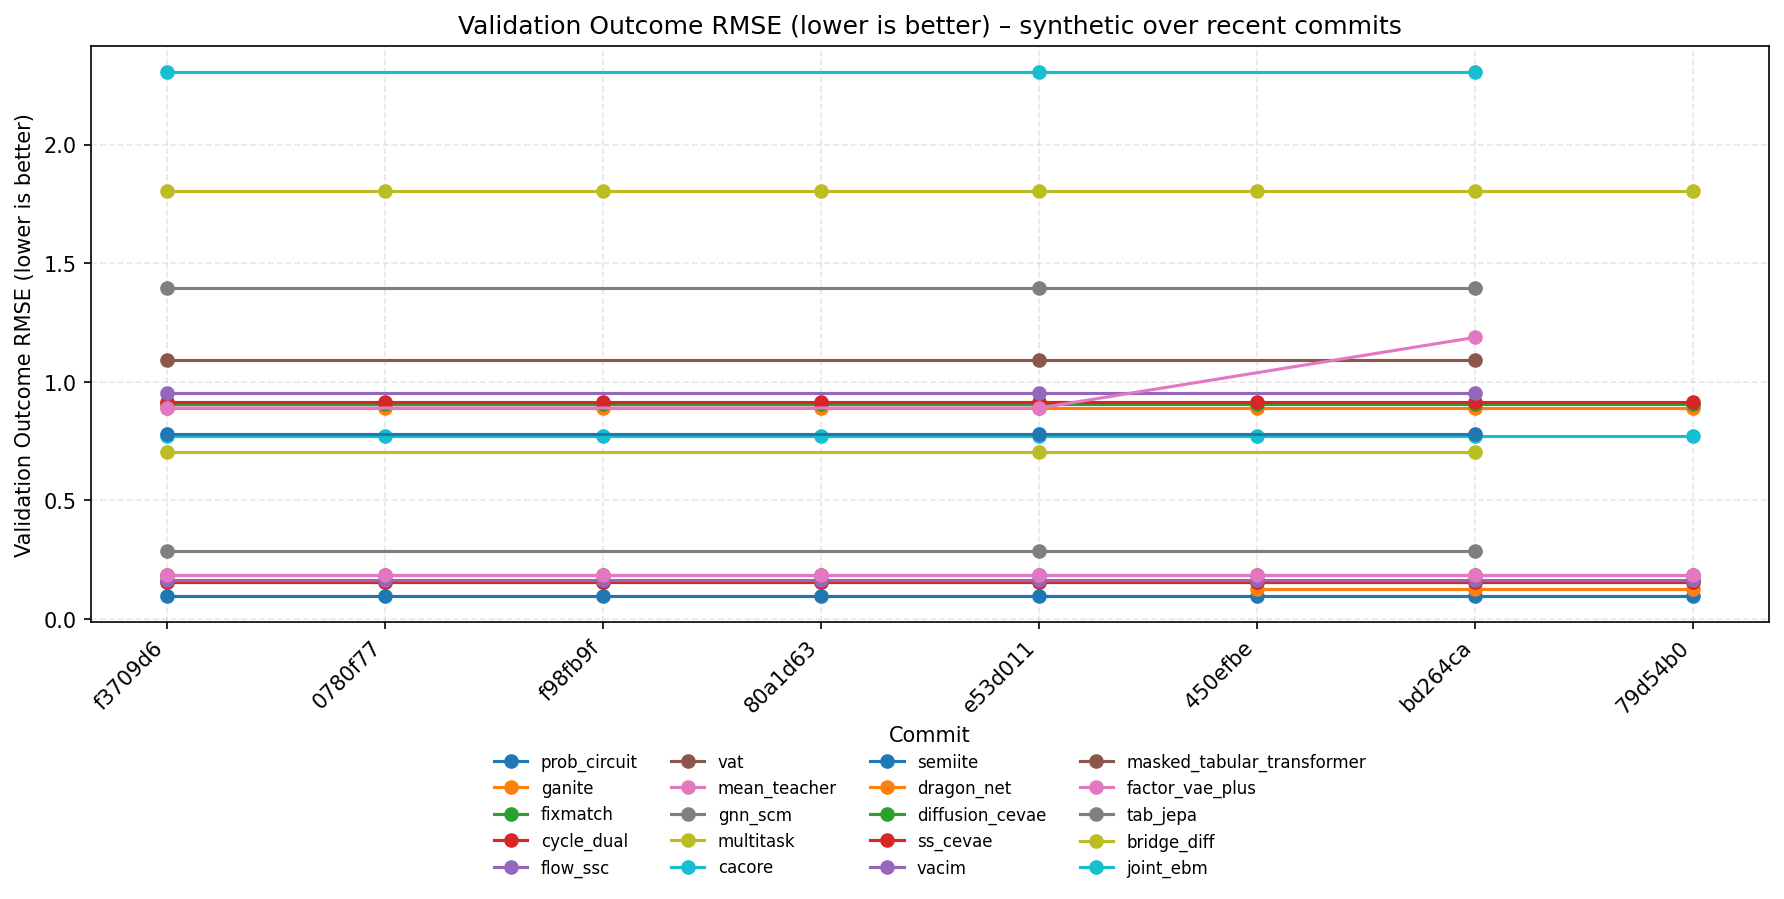 Validation Outcome RMSE (lower is better) – synthetic over recent commits
Validation Outcome RMSE (lower is better)
2.0
1.5
1.0
0.5
0.0
f3709d6
0780f77
f98fb9f
80a1d63
e53d011
450efbe
bd264ca
79d54b0
Commit
prob_circuit
ganite
fixmatch
cycle_dual
flow_ssc
vat
mean_teacher
gnn_scm
multitask
cacore
semiite
dragon_net
diffusion_cevae
ss_cevae
vacim
masked_tabular_transformer
factor_vae_plus
tab_jepa
bridge_diff
joint_ebm